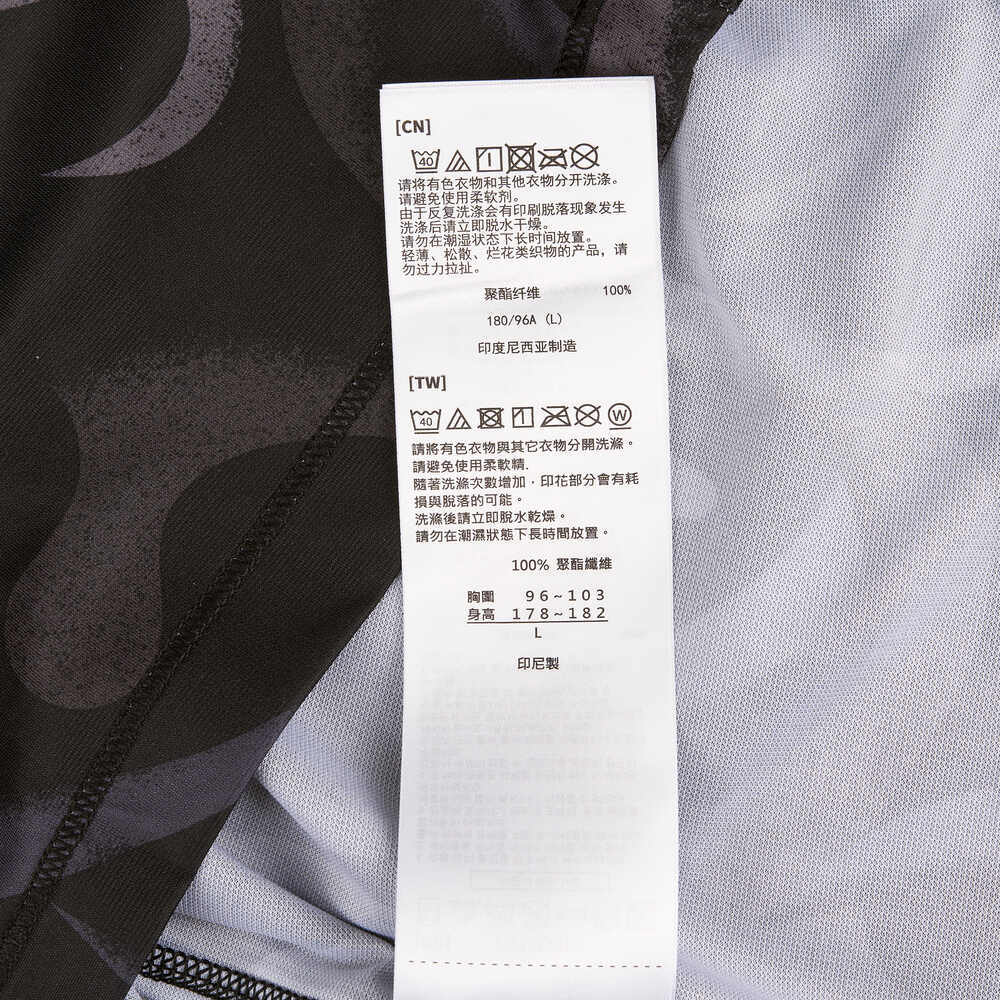 [CN]
40
请将有色衣物和其他衣物分开洗涤。
请避免使用柔软剂。
由于反复洗涤会有印刷脱落现象发生
洗涤后请立即脱水干燥。
请勿在潮湿状态下长时间放置。
轻薄、松散、烂花类织物的产品，请
勿过力拉扯。
聚酯纤维 100%
180/96A (L)
印度尼西亚制造
[TW]
40 W
請將有色衣物與其它衣物分開洗滌。
請避免使用柔軟精.
隨著洗滌次數增加，印花部分會有耗
損與脫落的可能。
洗滌後請立即脫水乾燥。
請勿在潮濕狀態下長時間放置。
100% 聚酯纖維
胸圍 96~103
身高 178~182
L
印尼製